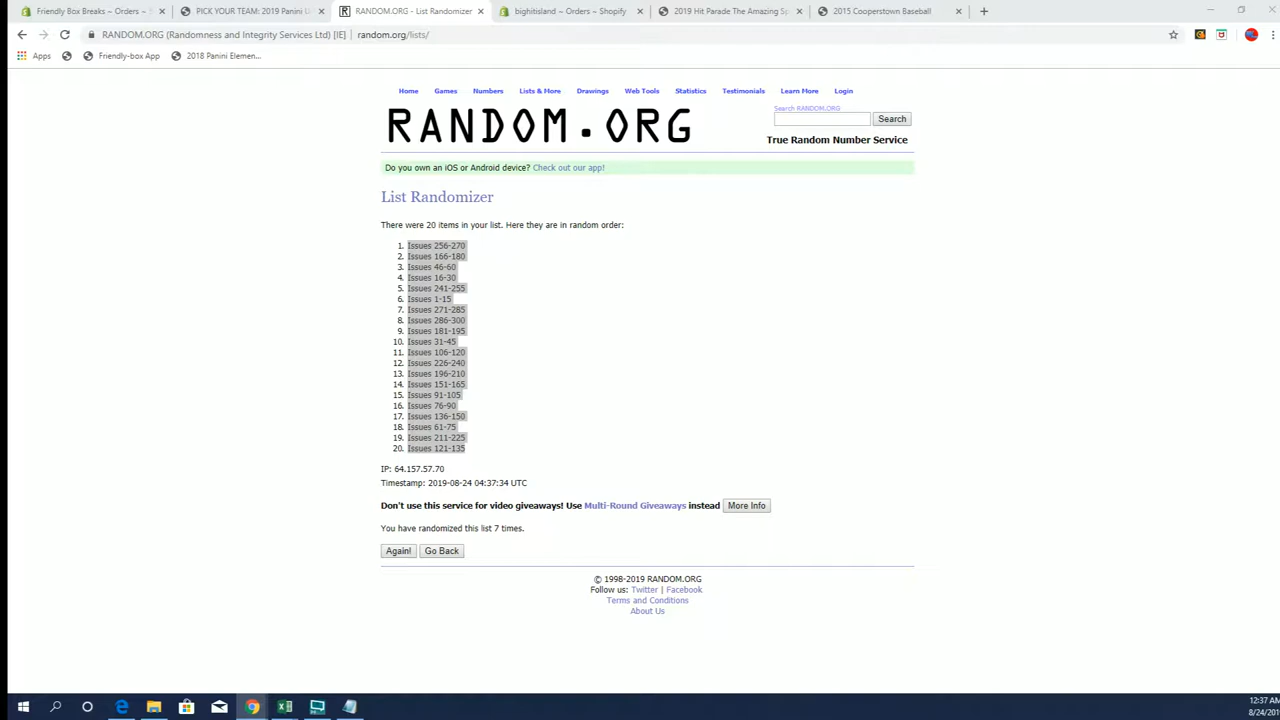 Friendly Box Breaks ~ Orders ~ S
PICK YOUR TEAM: 2019 Panini
RANDOM.ORG - List Randomizer
bighitisland ~ Orders ~ Shopify
2019 Hit Parade The Amazing Sp
2015 Cooperstown Baseball
RANDOM.ORG (Randomness and Integrity Services Ltd) [IE] | random.org/lists/
Apps
Friendly-box App
2018 Panini Elemen...
Home Games Numbers Lists & More Drawings Web Tools Statistics Testimonials Learn More Login
RANDOM.ORG
Search RANDOM.ORG
Search
True Random Number Service
Do you own an iOS or Android device? Check out our app!
List Randomizer
There were 20 items in your list. Here they are in random order:
1. Issues 256-270
2. Issues 166-180
3. Issues 46-60
4. Issues 16-30
5. Issues 241-255
6. Issues 1-15
7. Issues 271-285
8. Issues 286-300
9. Issues 181-195
10. Issues 31-45
11. Issues 106-120
12. Issues 226-240
13. Issues 196-210
14. Issues 151-165
15. Issues 91-105
16. Issues 76-90
17. Issues 136-150
18. Issues 61-75
19. Issues 211-225
20. Issues 121-135
IP: 64.157.57.70
Timestamp: 2019-08-24 04:37:34 UTC
Don't use this service for video giveaways! Use Multi-Round Giveaways instead More Info
You have randomized this list 7 times.
Again! Go Back
© 1998-2019 RANDOM.ORG
Follow us: Twitter | Facebook
Terms and Conditions
About Us
12:37 AM
8/24/201